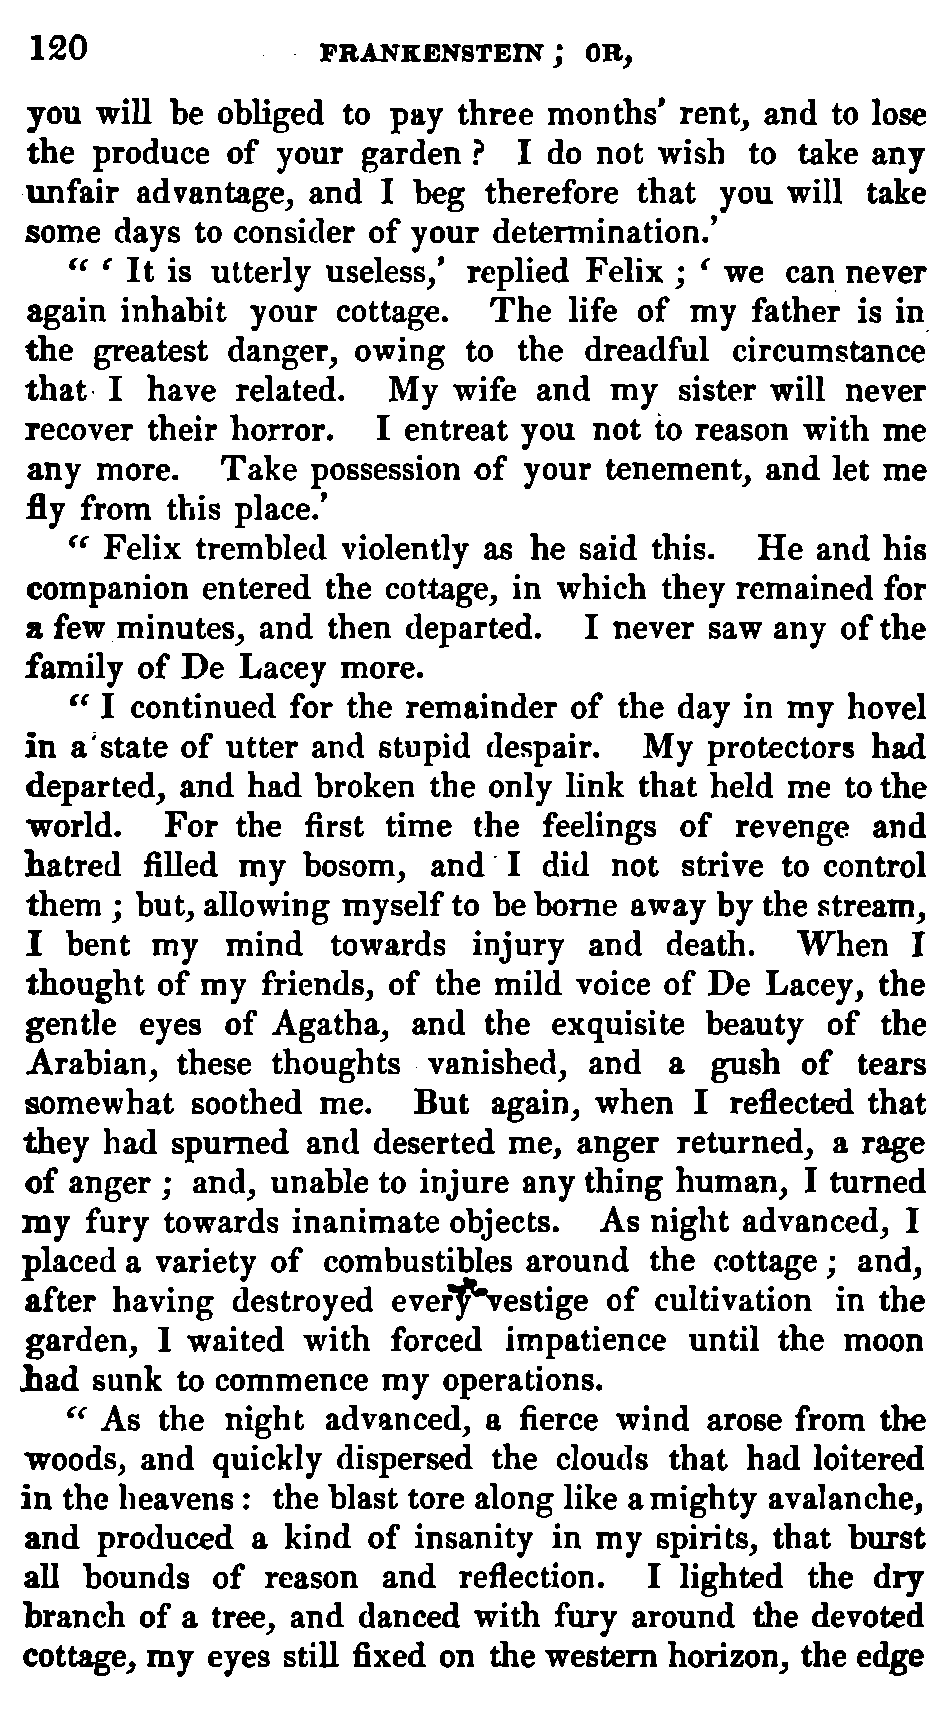 120 FRANKENSTEIN ; OR,
you will be obliged to pay three months' rent, and to lose
the produce of your garden ? I do not wish to take any
unfair advantage, and I beg therefore that you will take
some days to consider of your determination.'
“ ‘ It is utterly useless,’ replied Felix ; ‘ we can never
again inhabit your cottage. The life of my father is in
the greatest danger, owing to the dreadful circumstance
that I have related. My wife and my sister will never
recover their horror. I entreat you not to reason with me
any more. Take possession of your tenement, and let me
fly from this place.’
“ Felix trembled violently as he said this. He and his
companion entered the cottage, in which they remained for
a few minutes, and then departed. I never saw any of the
family of De Lacey more.
“ I continued for the remainder of the day in my hovel
in a state of utter and stupid despair. My protectors had
departed, and had broken the only link that held me to the
world. For the first time the feelings of revenge and
hatred filled my bosom, and I did not strive to control
them ; but, allowing myself to be borne away by the stream,
I bent my mind towards injury and death. When I
thought of my friends, of the mild voice of De Lacey, the
gentle eyes of Agatha, and the exquisite beauty of the
Arabian, these thoughts vanished, and a gush of tears
somewhat soothed me. But again, when I reflected that
they had spurned and deserted me, anger returned, a rage
of anger ; and, unable to injure any thing human, I turned
my fury towards inanimate objects. As night advanced, I
placed a variety of combustibles around the cottage ; and,
after having destroyed every vestige of cultivation in the
garden, I waited with forced impatience until the moon
had sunk to commence my operations.
“ As the night advanced, a fierce wind arose from the
woods, and quickly dispersed the clouds that had loitered
in the heavens : the blast tore along like a mighty avalanche,
and produced a kind of insanity in my spirits, that burst
all bounds of reason and reflection. I lighted the dry
branch of a tree, and danced with fury around the devoted
cottage, my eyes still fixed on the western horizon, the edge